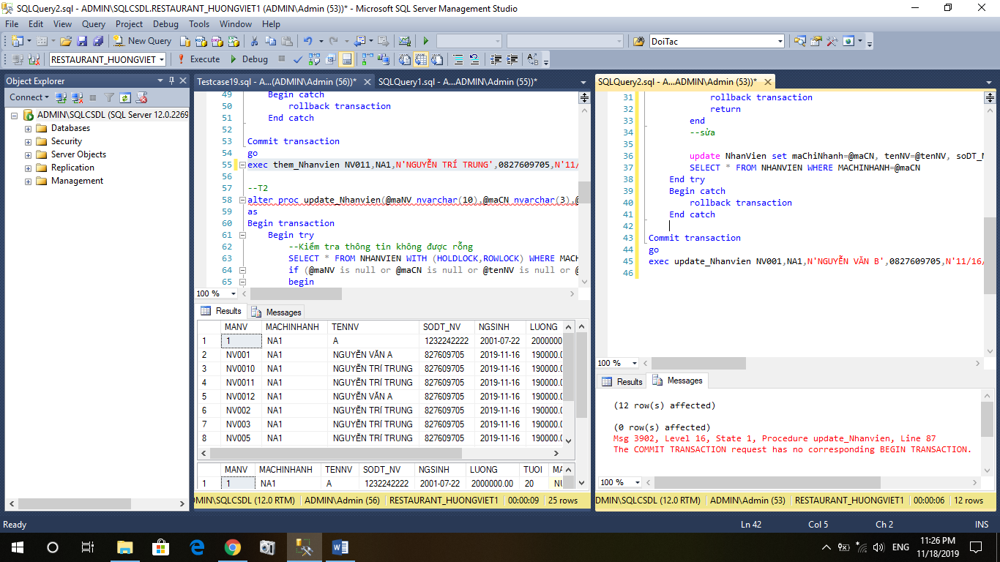 SQLQuery2.sql - ADMIN\SQLCSDL.RESTAURANT_HUONGVIET1 (ADMIN\Admin (53))* - Microsoft SQL Server Management Studio
File Edit View Query Project Debug Tools Window Help
New Query DoiTac
RESTAURANT_HUONGVIET Execute Debug
Object Explorer
Connect
ADMIN\SQLCSDL (SQL Server 12.0.2269
Databases
Security
Server Objects
Replication
Management
Testcase19.sql - A...(ADMIN\Admin (56))* SQLQuery1.sql - A...ADMIN\Admin (55))*
49 Begin catch
50 rollback transaction
51 End catch
52
53 Commit transaction
54 go
55 exec them_Nhanvien NV011,NA1,N'NGUYỄN TRÍ TRUNG',0827609705,N'11/
56
57 --T2
58 alter proc update_Nhanvien(@maNV nvarchar(10),@maCN nvarchar(3),@
59 as
60 Begin transaction
61 Begin try
62 --Kiểm tra thông tin không được rỗng
63 SELECT * FROM NHANVIEN WITH (HOLDLOCK,ROWLOCK) WHERE MACH
64 if (@maNV is null or @maCN is null or @tenNV is null or @
65 begin
100 %
Results Messages
MANV MACHINHANH TENNV SODT_NV NGSINH LUONG
1 1 NA1 A 1232242222 2001-07-22 2000000
2 NV001 NA1 NGUYỄN VĂN A 827609705 2019-11-16 190000.0
3 NV0010 NA1 NGUYỄN TRÍ TRUNG 827609705 2019-11-16 190000.0
4 NV0011 NA1 NGUYỄN TRÍ TRUNG 827609705 2019-11-16 190000.0
5 NV0012 NA1 NGUYỄN VĂN A 827609705 2019-11-16 190000.0
6 NV002 NA1 NGUYỄN TRÍ TRUNG 827609705 2019-11-16 190000.0
7 NV003 NA1 NGUYỄN TRÍ TRUNG 827609705 2019-11-16 190000.0
8 NV005 NA1 NGUYỄN TRÍ TRUNG 827609705 2019-11-16 190000.0
MANV MACHINHANH TENNV SODT_NV NGSINH LUONG TUOI MA
1 1 NA1 A 1232242222 2001-07-22 2000000.00 20 NU
DMIN\SQLCSDL (12.0 RTM) ADMIN\Admin (56) RESTAURANT_HUONGVIET1 00:00:09 25 rows
SQLQuery2.sql - A...ADMIN\Admin (53))*
31 rollback transaction
32 return
33 end
34 --sửa
35
36 update NhanVien set maChiNhanh=@maCN, tenNV=@tenNV, soDT_N
37 SELECT * FROM NHANVIEN WHERE MACHINHANH=@maCN
38 End try
39 Begin catch
40 rollback transaction
41 End catch
42
43 Commit transaction
44 go
45 exec update_Nhanvien NV001,NA1,N'NGUYỄN VĂN B',0827609705,N'11/16/
46
100 %
Results Messages
(12 row(s) affected)
(0 row(s) affected)
Msg 3902, Level 16, State 1, Procedure update_Nhanvien, Line 87
The COMMIT TRANSACTION request has no corresponding BEGIN TRANSACTION.
100 %
DMIN\SQLCSDL (12.0 RTM) ADMIN\Admin (53) RESTAURANT_HUONGVIET1 00:00:06 12 rows
Ready Ln 42 Col 5 Ch 2 INS
ENG 11:26 PM
11/18/2019